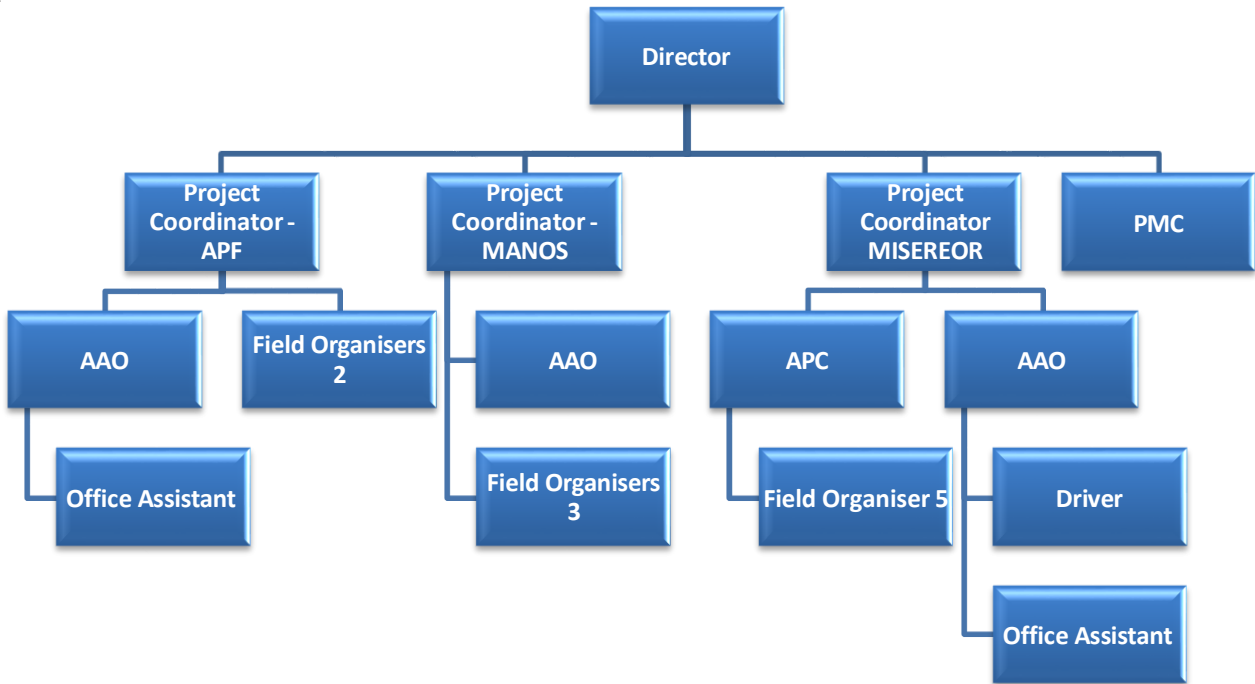 Director
Project
Coordinator -
APF
Project
Coordinator -
MANOS
Project
Coordinator
MISEREOR
PMC
AAO
Field Organisers
2
AAO
APC
AAO
Office Assistant
Field Organisers
3
Field Organiser 5
Driver
Office Assistant